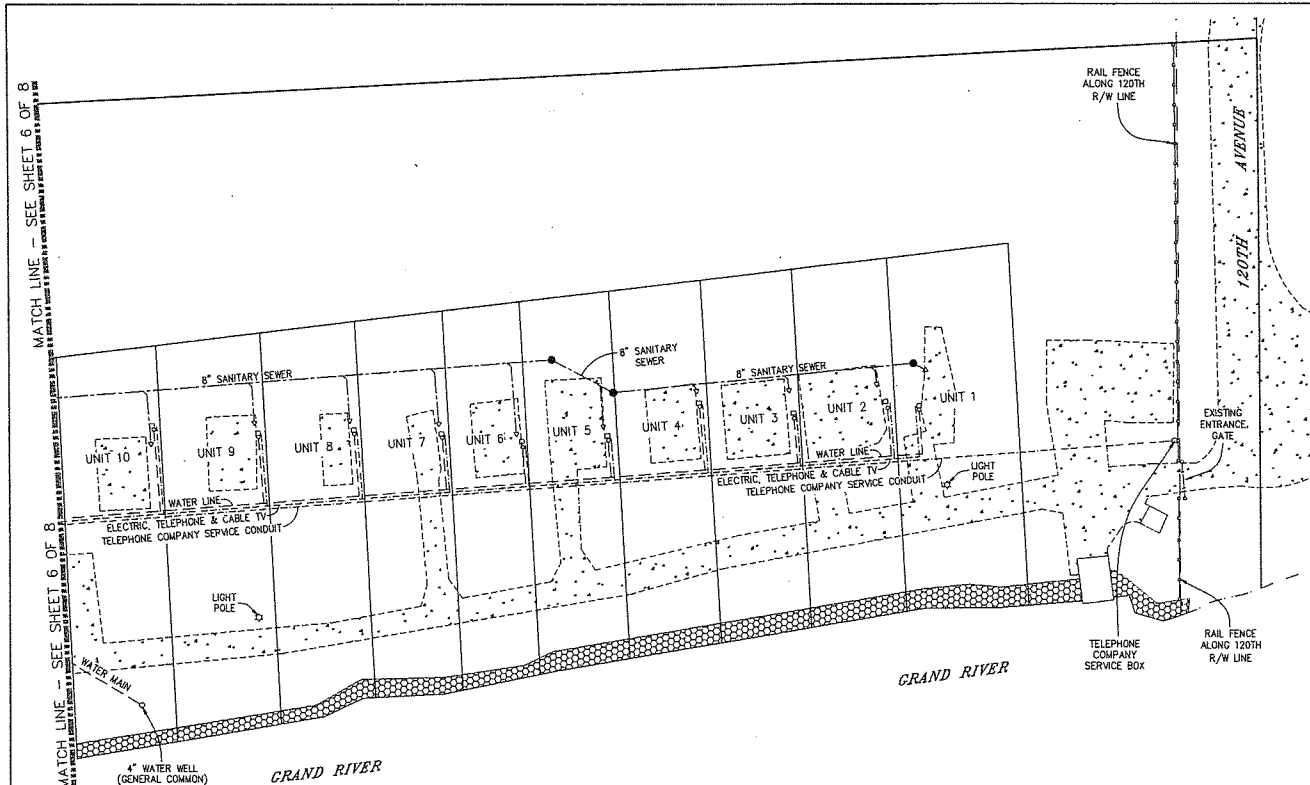 MATCH LINE - SEE SHEET 6 OF 8
RAIL FENCE
ALONG 120TH
R/W LINE
120TH AVENUE
8" SANITARY
SEWER
8" SANITARY SEWER
8" SANITARY SEWER
UNIT 10
UNIT 9
UNIT 8
UNIT 7
UNIT 6
UNIT 5
UNIT 4
UNIT 3
UNIT 2
UNIT 1
EXISTING
ENTRANCE,
GATE
WATER LINE
ELECTRIC, TELEPHONE & CABLE TV
TELEPHONE COMPANY SERVICE CONDUIT
LIGHT
POLE
WATER LINE
ELECTRIC, TELEPHONE & CABLE TV
TELEPHONE COMPANY SERVICE CONDUIT
LIGHT
POLE
MATCH LINE - SEE SHEET 6 OF 8
WATER MAIN
4" WATER WELL
(GENERAL COMMON)
GRAND RIVER
GRAND RIVER
TELEPHONE
COMPANY
SERVICE BOX
RAIL FENCE
ALONG 120TH
R/W LINE